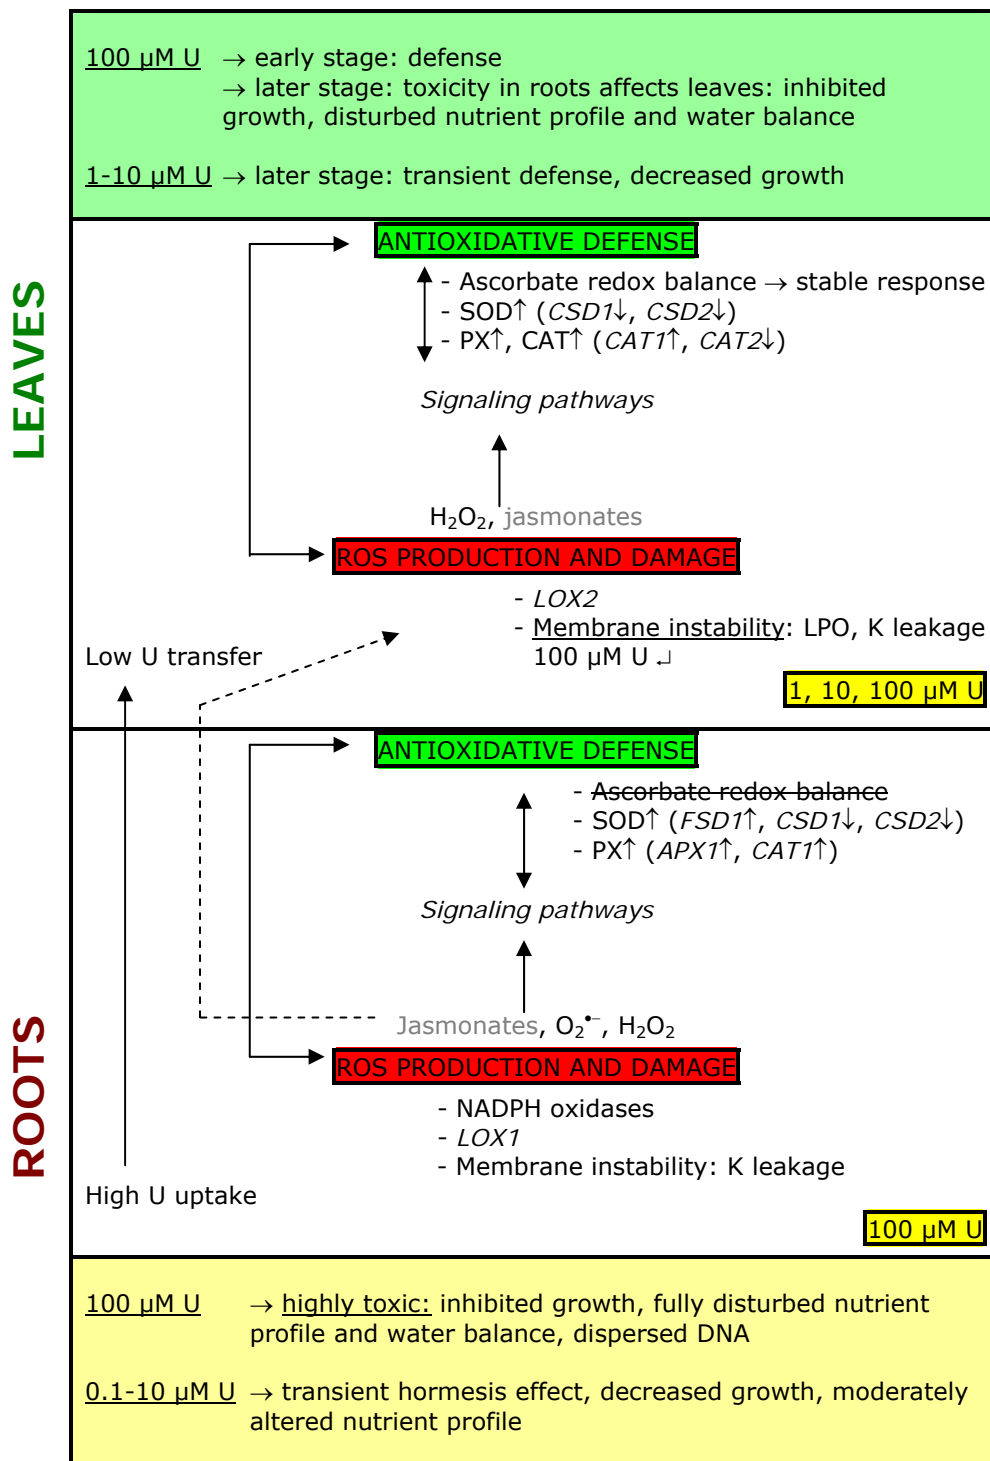 100 µM U → early stage: defense
→ later stage: toxicity in roots affects leaves: inhibited
growth, disturbed nutrient profile and water balance
1-10 µM U → later stage: transient defense, decreased growth
LEAVES
ANTIOXIDATIVE DEFENSE
- Ascorbate redox balance → stable response
- SOD↑ (CSD1↓, CSD2↓)
- PX↑, CAT↑ (CAT1↑, CAT2↓)
Signaling pathways
H₂O₂, jasmonates
ROS PRODUCTION AND DAMAGE
- LOX2
- Membrane instability: LPO, K leakage
100 µM U ↵
Low U transfer
1, 10, 100 µM U
ROOTS
ANTIOXIDATIVE DEFENSE
- Ascorbate redox balance
- SOD↑ (FSD1↑, CSD1↓, CSD2↓)
- PX↑ (APX1↑, CAT1↑)
Signaling pathways
Jasmonates, O₂•⁻, H₂O₂
ROS PRODUCTION AND DAMAGE
- NADPH oxidases
- LOX1
- Membrane instability: K leakage
High U uptake
100 µM U
100 µM U → highly toxic: inhibited growth, fully disturbed nutrient
profile and water balance, dispersed DNA
0.1-10 µM U → transient hormesis effect, decreased growth, moderately
altered nutrient profile